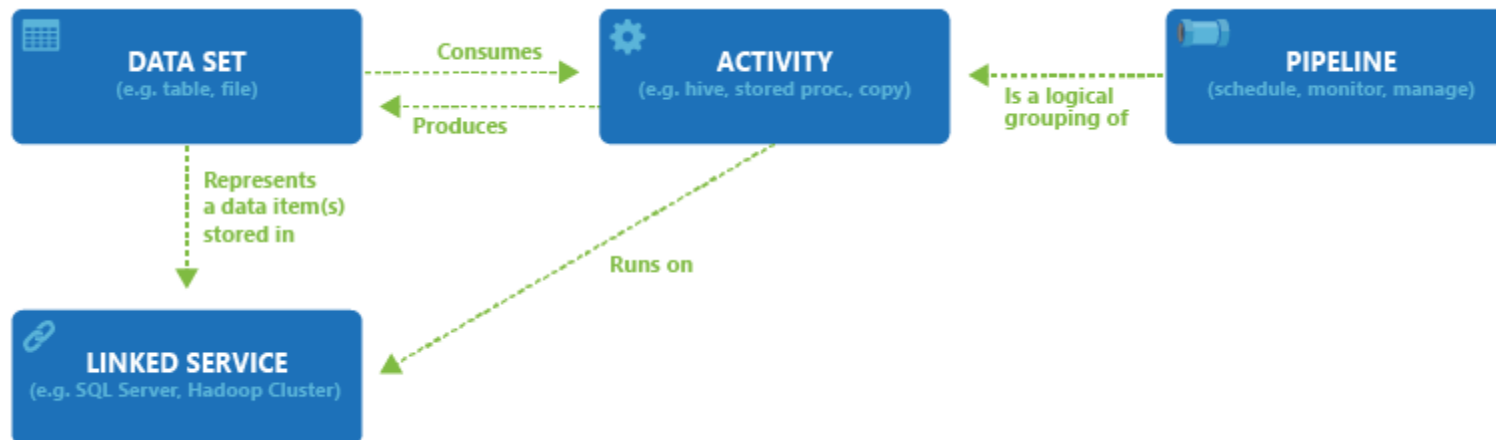 DATA SET
(e.g. table, file)
Consumes
Produces
ACTIVITY
(e.g. hive, stored proc., copy)
Is a logical
grouping of
PIPELINE
(schedule, monitor, manage)
Represents
a data item(s)
stored in
Runs on
LINKED SERVICE
(e.g. SQL Server, Hadoop Cluster)